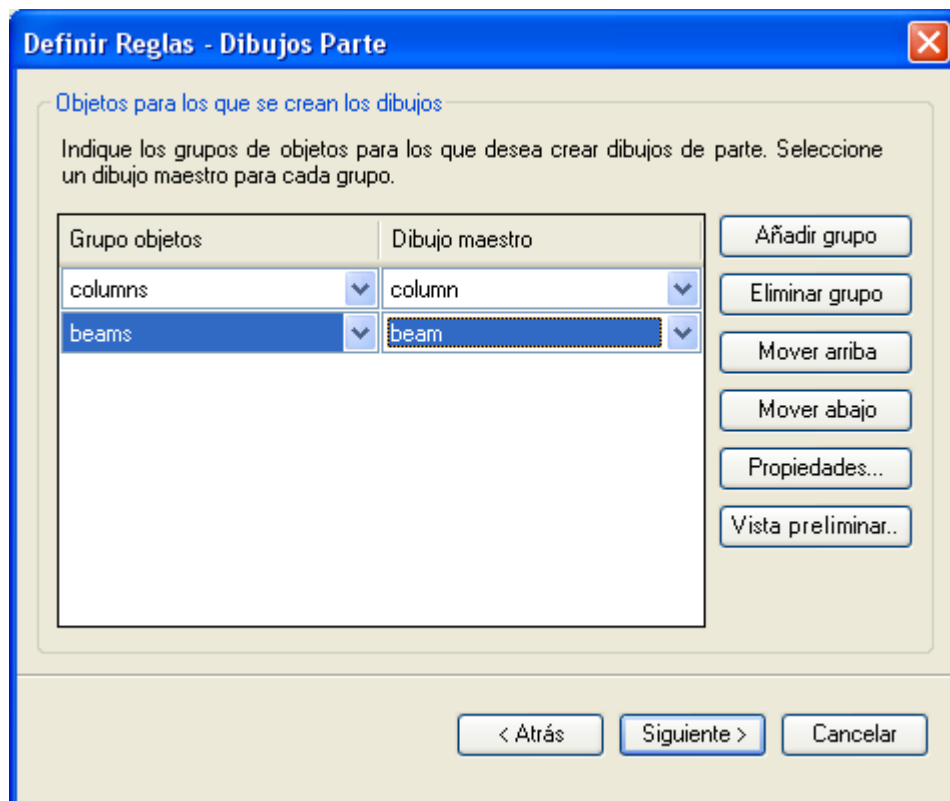 Definir Reglas - Dibujos Parte
Objetos para los que se crean los dibujos
Indique los grupos de objetos para los que desea crear dibujos de parte. Seleccione
un dibujo maestro para cada grupo.
Grupo objetos Dibujo maestro
columns column
beams beam
Añadir grupo
Eliminar grupo
Mover arriba
Mover abajo
Propiedades...
Vista preliminar..
< Atrás Siguiente > Cancelar